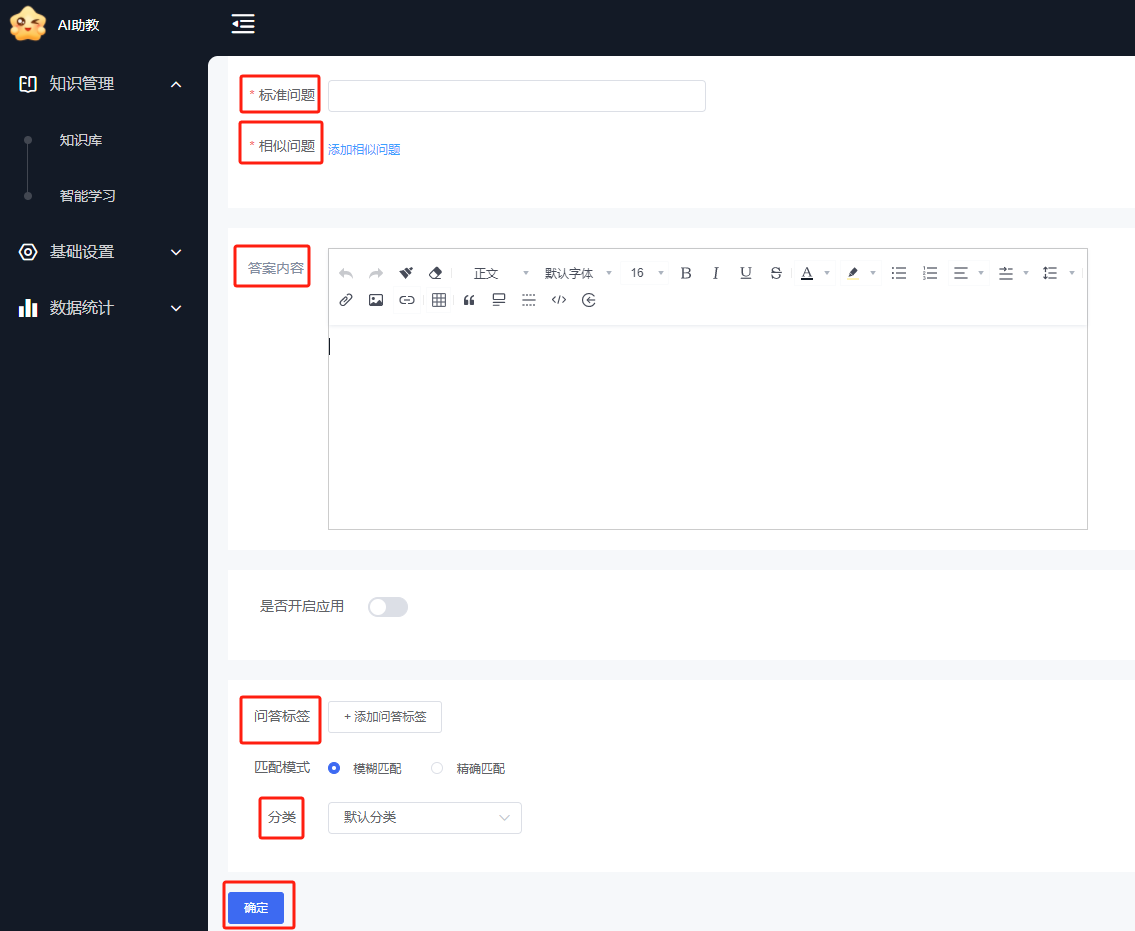 AI助教
知识管理
知识库
智能学习
基础设置
数据统计
* 标准问题
* 相似问题 添加相似问题
答案内容
正文 默认字体 16 B I U S A
是否开启应用
问答标签 + 添加问答标签
匹配模式 模糊匹配 精确匹配
分类 默认分类
确定